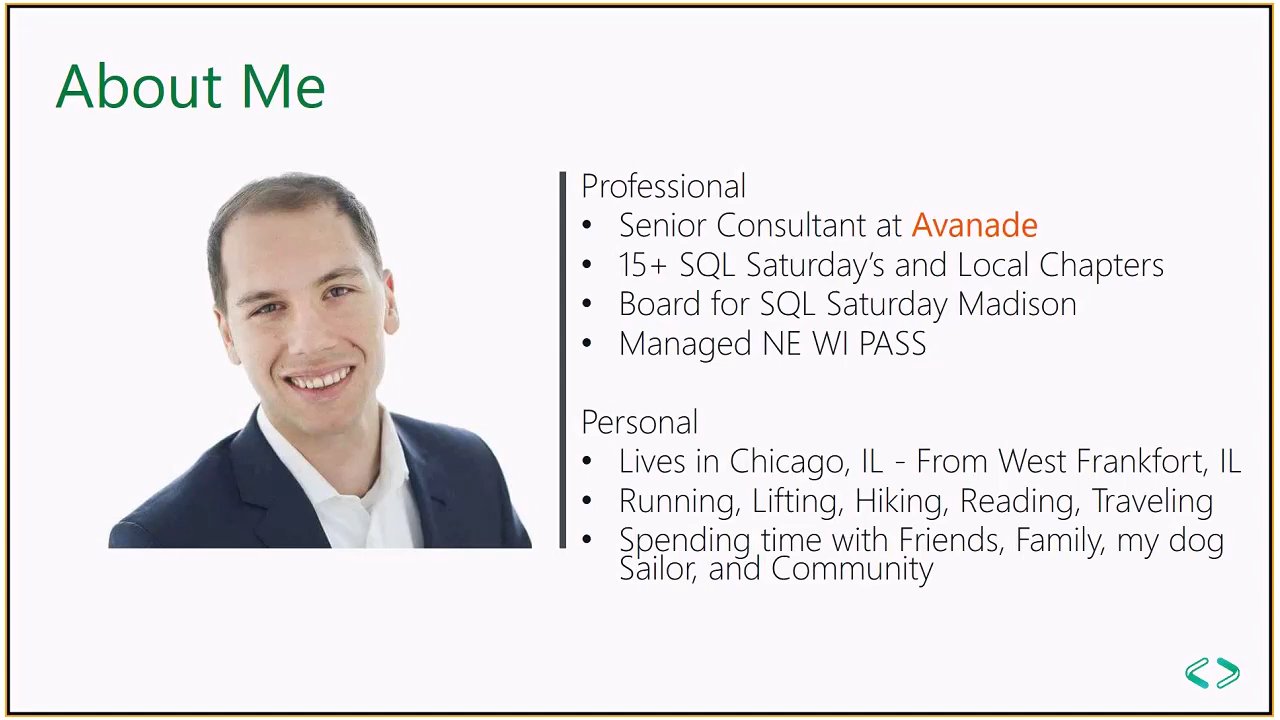 About Me
Professional
• Senior Consultant at Avanade
• 15+ SQL Saturday's and Local Chapters
• Board for SQL Saturday Madison
• Managed NE WI PASS
Personal
• Lives in Chicago, IL - From West Frankfort, IL
• Running, Lifting, Hiking, Reading, Traveling
• Spending time with Friends, Family, my dog
Sailor, and Community